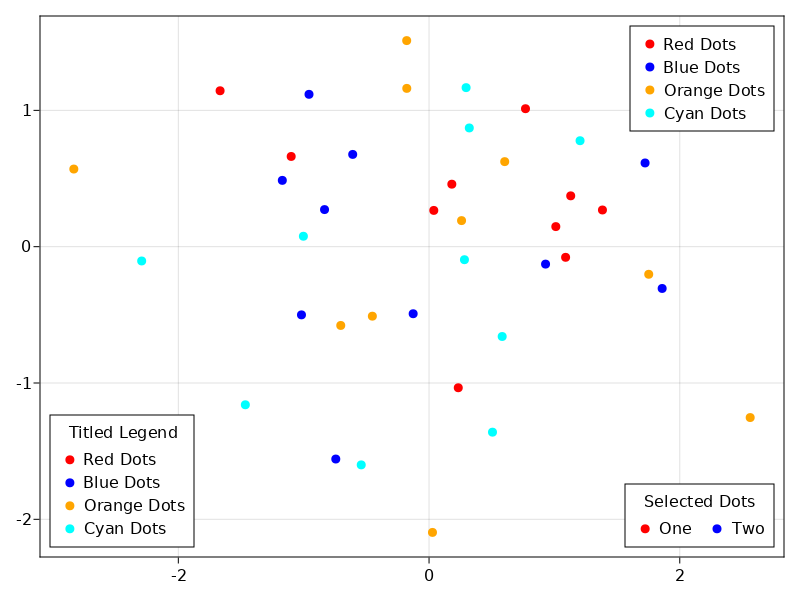 Red Dots
Blue Dots
Orange Dots
Cyan Dots
1
0
-1
-2
Titled Legend
Red Dots
Blue Dots
Orange Dots
Cyan Dots
Selected Dots
One Two
-2 0 2